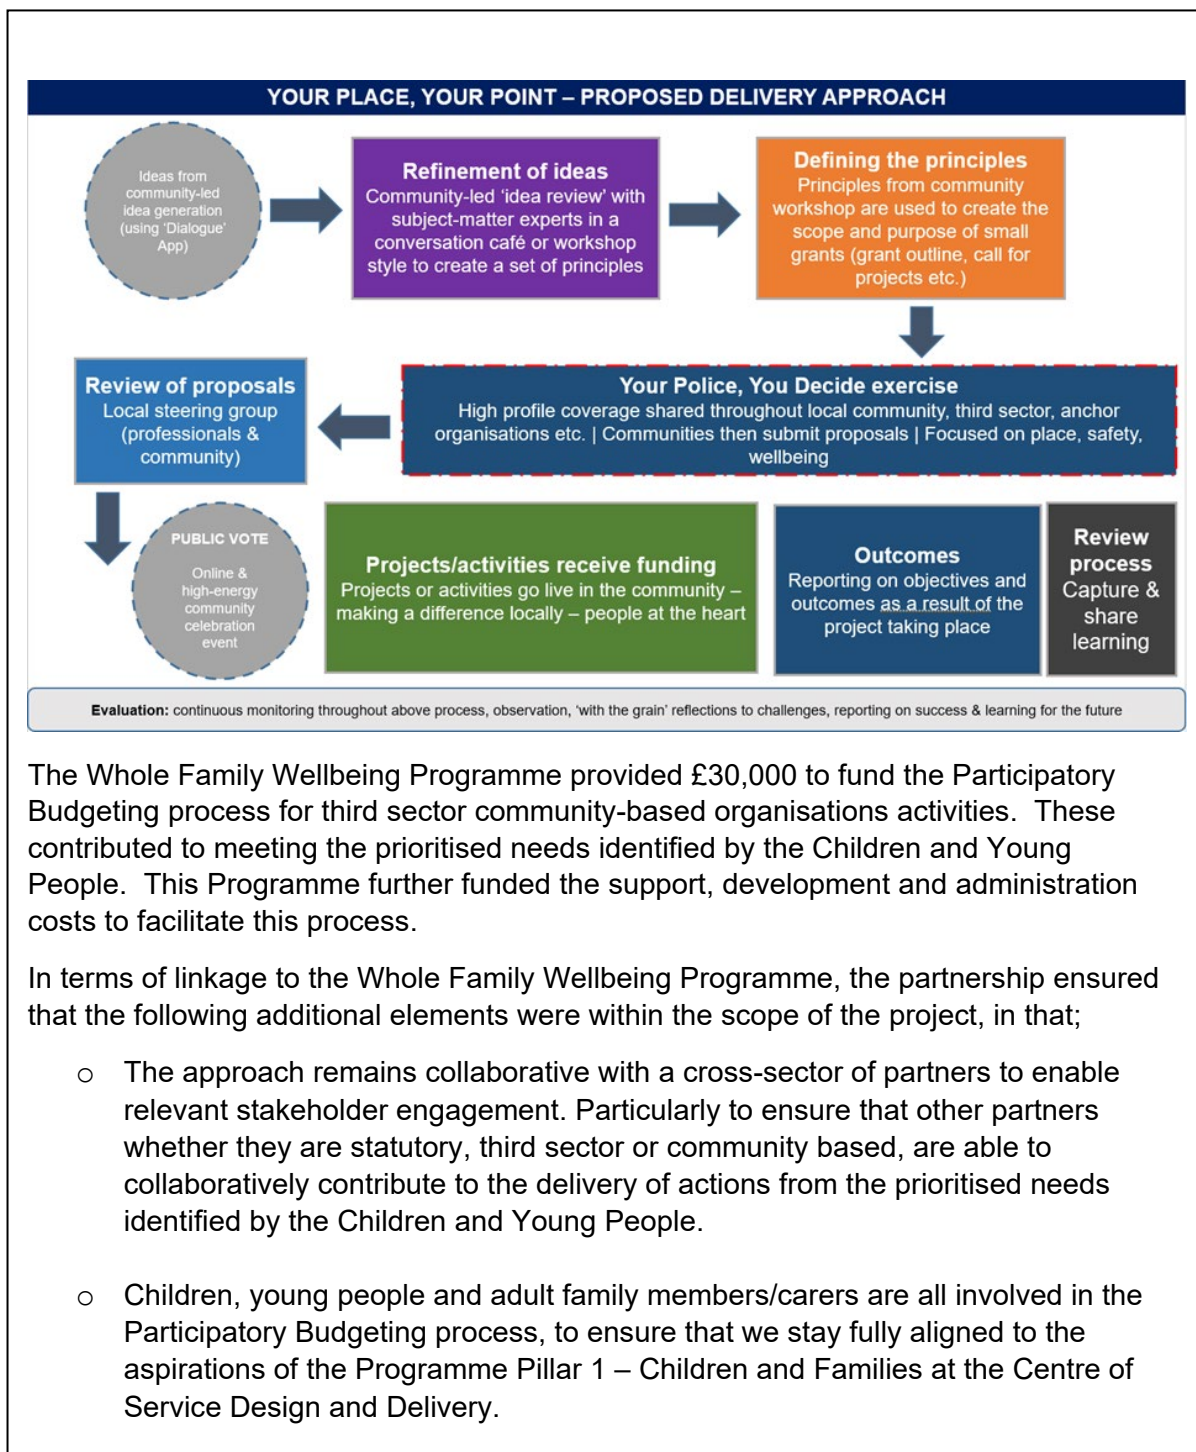 YOUR PLACE, YOUR POINT – PROPOSED DELIVERY APPROACH
Ideas from
community-led
idea generation
(using ‘Dialogue’
App)
Refinement of ideas
Community-led ‘idea review’ with
subject-matter experts in a
conversation café or workshop
style to create a set of principles
Defining the principles
Principles from community
workshop are used to create the
scope and purpose of small
grants (grant outline, call for
projects etc.)
Your Police, You Decide exercise
High profile coverage shared throughout local community, third sector, anchor
organisations etc. | Communities then submit proposals | Focused on place, safety,
wellbeing
Review of proposals
Local steering group
(professionals &
community)
PUBLIC VOTE
Online &
high-energy
community
celebration
event
Projects/activities receive funding
Projects or activities go live in the community –
making a difference locally – people at the heart
Outcomes
Reporting on objectives and
outcomes as a result of the
project taking place
Review
process
Capture &
share
learning
Evaluation: continuous monitoring throughout above process, observation, ‘with the grain’ reflections to challenges, reporting on success & learning for the future
The Whole Family Wellbeing Programme provided £30,000 to fund the Participatory
Budgeting process for third sector community-based organisations activities.  These
contributed to meeting the prioritised needs identified by the Children and Young
People.  This Programme further funded the support, development and administration
costs to facilitate this process.
In terms of linkage to the Whole Family Wellbeing Programme, the partnership ensured
that the following additional elements were within the scope of the project, in that;
o The approach remains collaborative with a cross-sector of partners to enable
relevant stakeholder engagement. Particularly to ensure that other partners
whether they are statutory, third sector or community based, are able to
collaboratively contribute to the delivery of actions from the prioritised needs
identified by the Children and Young People.
o Children, young people and adult family members/carers are all involved in the
Participatory Budgeting process, to ensure that we stay fully aligned to the
aspirations of the Programme Pillar 1 – Children and Families at the Centre of
Service Design and Delivery.